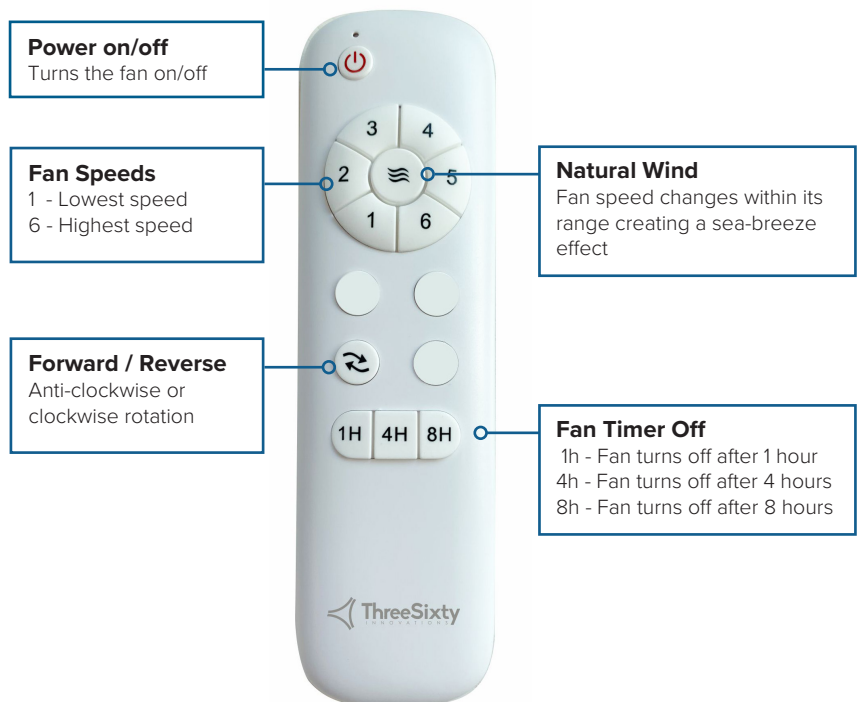 Power on/off
Turns the fan on/off
Fan Speeds
1 - Lowest speed
6 - Highest speed
Forward / Reverse
Anti-clockwise or
clockwise rotation
3 4
2 5
1 6
1H 4H 8H
ThreeSixty
INNOVATIONS
Natural Wind
Fan speed changes within its
range creating a sea-breeze
effect
Fan Timer Off
1h - Fan turns off after 1 hour
4h - Fan turns off after 4 hours
8h - Fan turns off after 8 hours